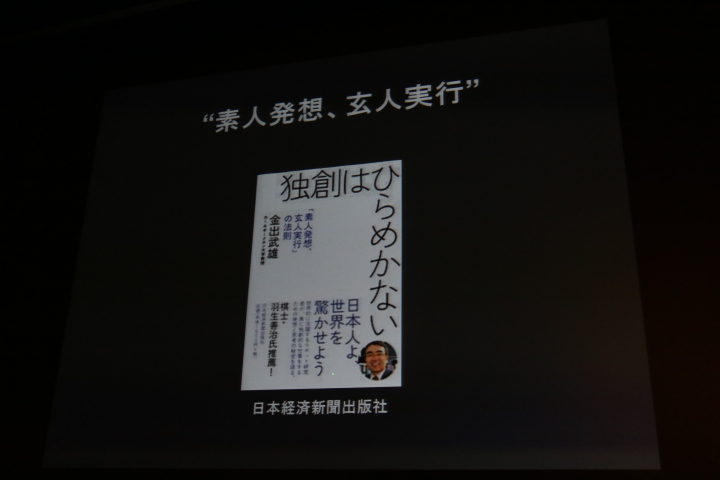 “素人発想、玄人実行”
独創はひらめかない
「素人発想、
玄人実行」
の法則
金出武雄
日本人よ、
世界を
驚かせよう
棋士・
羽生善治氏推薦！
日本経済新聞出版社